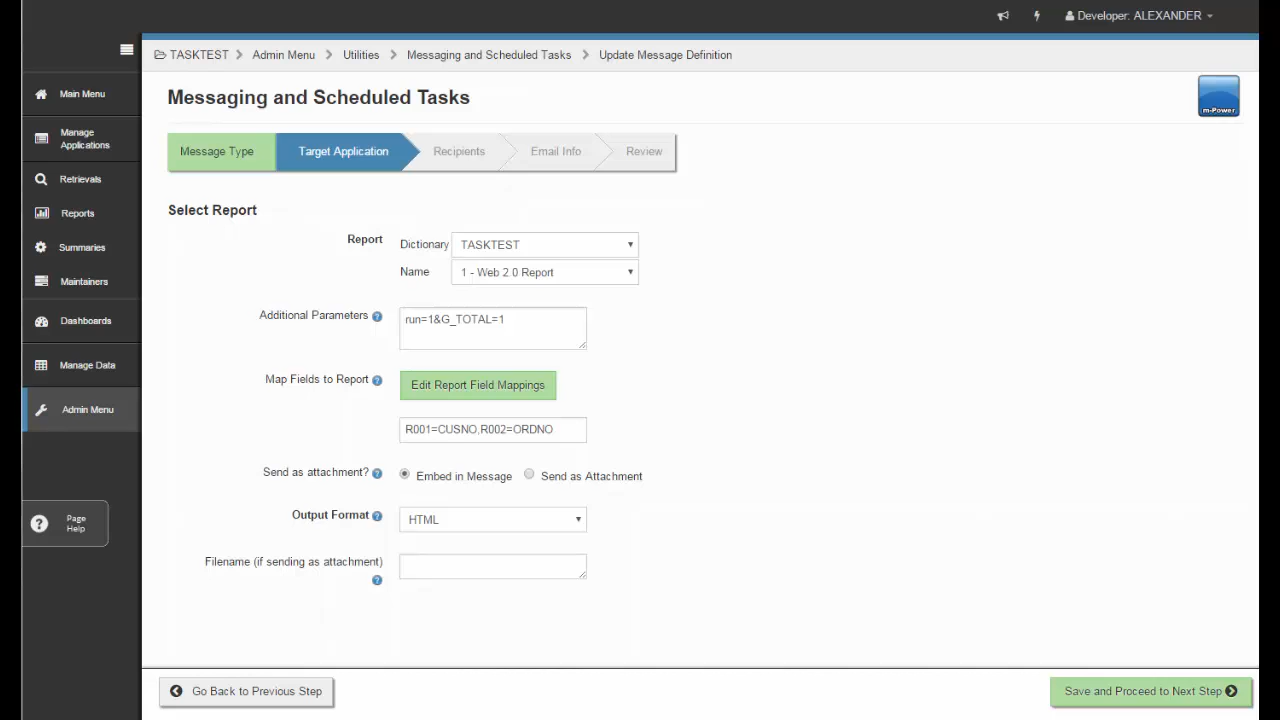 Developer: ALEXANDER
TASKTEST > Admin Menu > Utilities > Messaging and Scheduled Tasks > Update Message Definition
Main Menu
Manage
Applications
Retrievals
Reports
Summaries
Maintainers
Dashboards
Manage Data
Admin Menu
? Page
Help
Messaging and Scheduled Tasks
m-Power
Message Type
Target Application
Recipients
Email Info
Review
Select Report
Report
Dictionary TASKTEST
Name 1 - Web 2.0 Report
Additional Parameters ? run=1&G_TOTAL=1
Map Fields to Report ? Edit Report Field Mappings
R001=CUSNO,R002=ORDNO
Send as attachment? ? Embed in Message Send as Attachment
Output Format ? HTML
Filename (if sending as attachment)
?
Go Back to Previous Step
Save and Proceed to Next Step